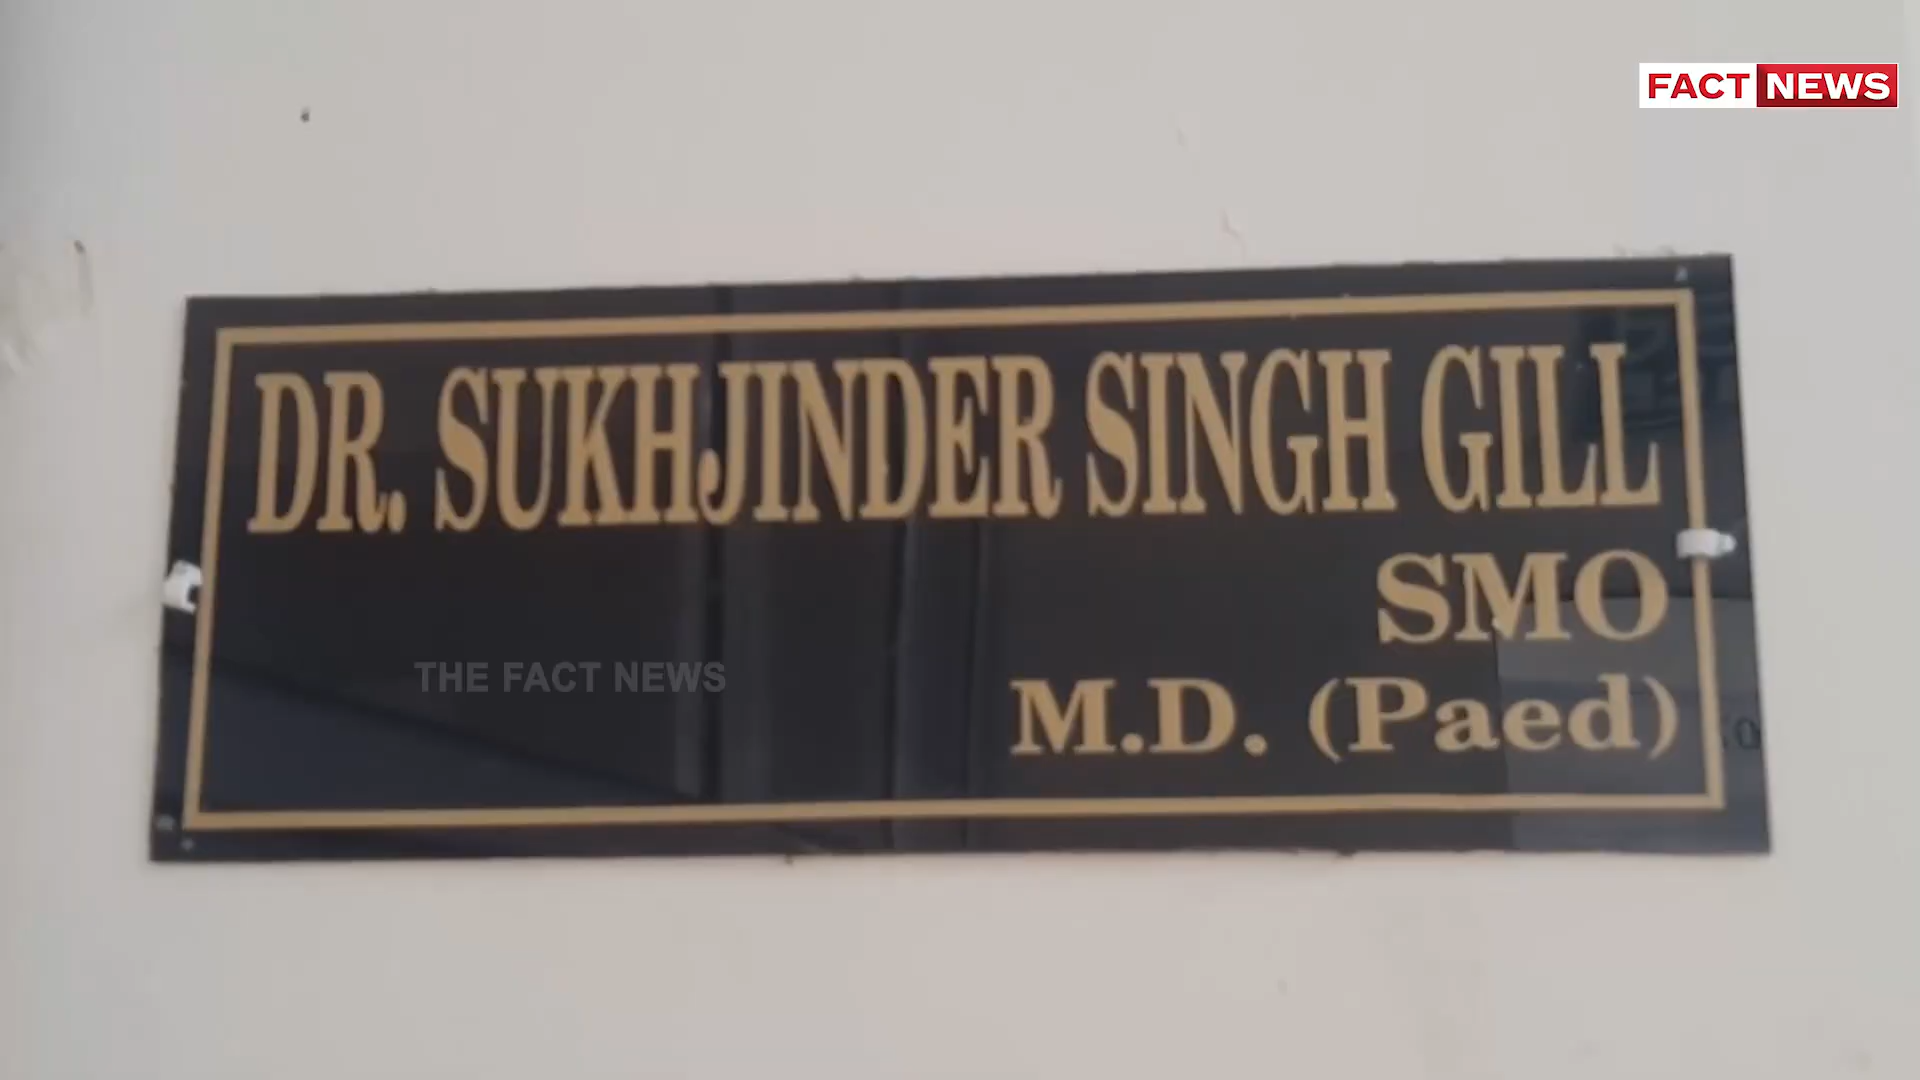 FACT NEWS
DR. SUKHJINDER SINGH GILL
SMO
THE FACT NEWS
M.D. (Paed)